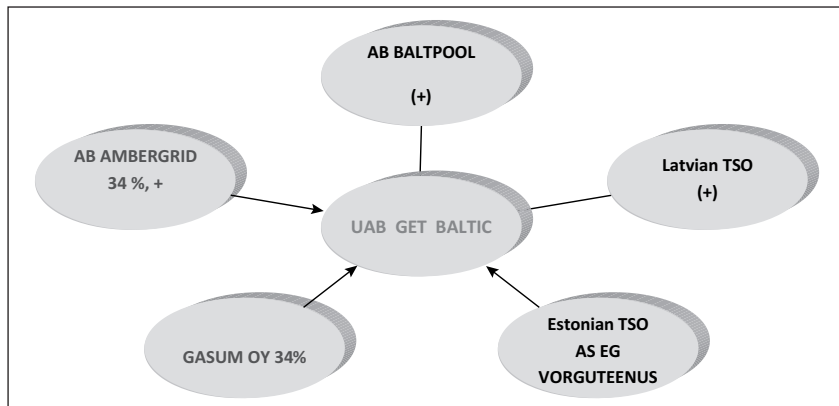 AB BALTPOOL
(+)
AB AMBERGRID
34 %, +
Latvian TSO
(+)
UAB GET BALTIC
GASUM OY 34%
Estonian TSO
AS EG
VORGUTEENUS